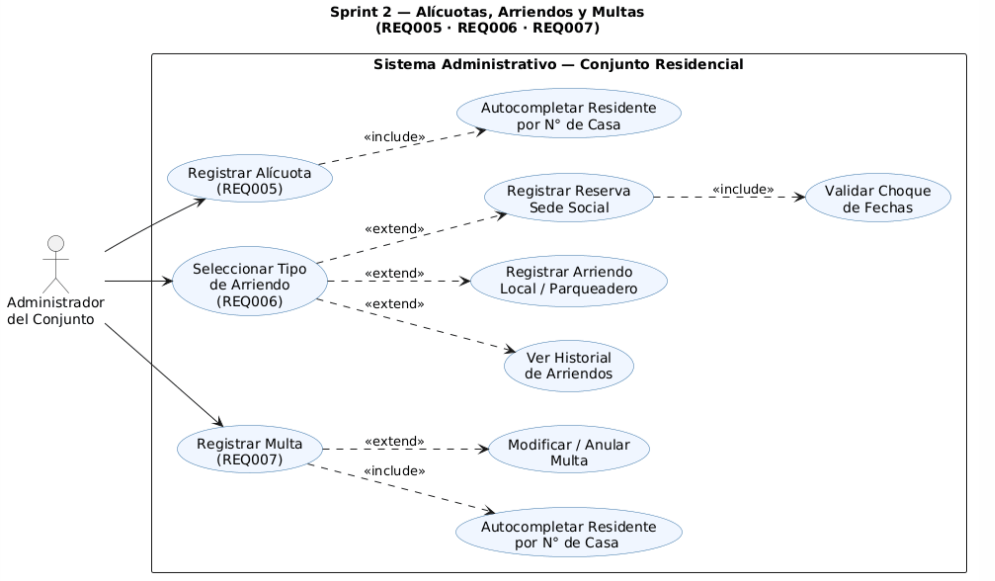 Sprint 2 — Alícuotas, Arriendos y Multas
(REQ005 · REQ006 · REQ007)
Sistema Administrativo — Conjunto Residencial
Autocompletar Residente
por N° de Casa
«include»
Registrar Alícuota
(REQ005)
Registrar Reserva
Sede Social
«include»
Validar Choque
de Fechas
«extend»
Seleccionar Tipo
de Arriendo
(REQ006)
«extend»
Registrar Arriendo
Local / Parqueadero
«extend»
Administrador
del Conjunto
Ver Historial
de Arriendos
Registrar Multa
(REQ007)
«extend»
Modificar / Anular
Multa
«include»
Autocompletar Residente
por N° de Casa